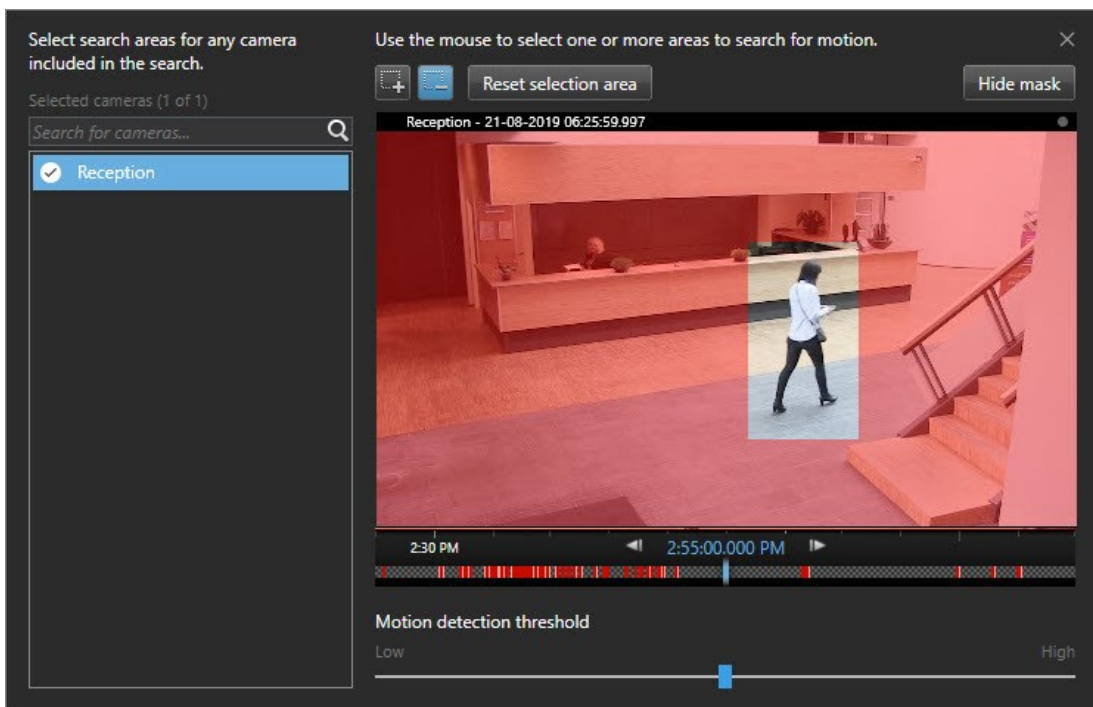 Select search areas for any camera
included in the search.
Selected cameras (1 of 1)
Search for cameras...
Reception
Use the mouse to select one or more areas to search for motion.
Reset selection area
Hide mask
Reception - 21-08-2019 06:25:59.997
2:30 PM
2:55:00.000 PM
Motion detection threshold
Low
High